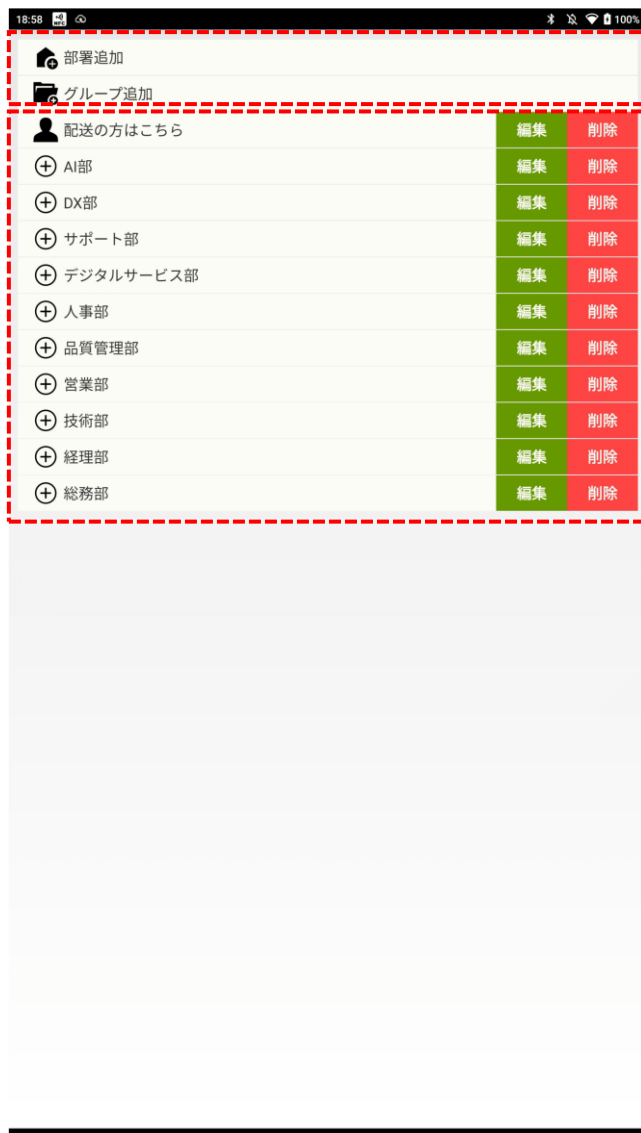 18:58 NFC 100%
部署追加
グループ追加
配送の方はこちら 編集 削除
AI部 編集 削除
DX部 編集 削除
サポート部 編集 削除
デジタルサービス部 編集 削除
人事部 編集 削除
品質管理部 編集 削除
営業部 編集 削除
技術部 編集 削除
経理部 編集 削除
総務部 編集 削除